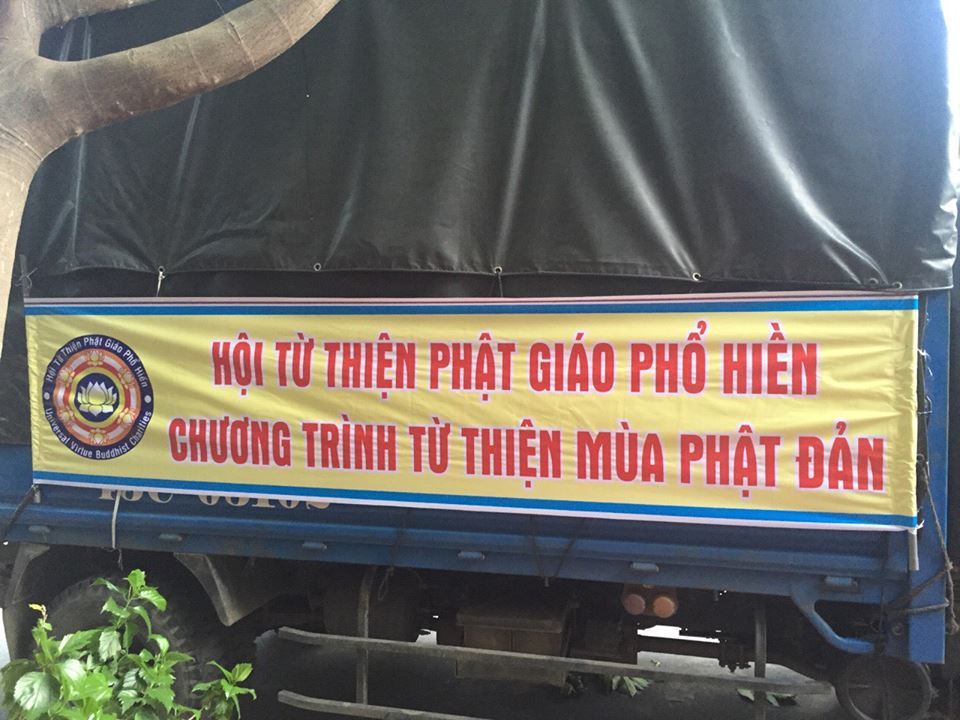 HỘI TỪ THIỆN PHẬT GIÁO PHỔ HIỀN
CHƯƠNG TRÌNH TỪ THIỆN MÙA PHẬT ĐẢN
Hội Từ Thiện Phật Giáo Phổ Hiền
Universal Virtue Buddhist Charities